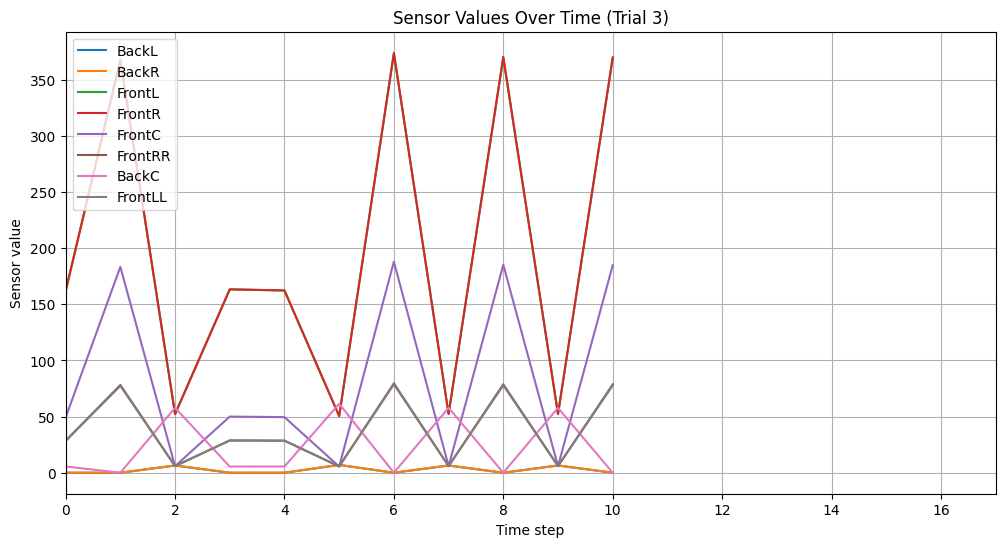 Sensor Values Over Time (Trial 3)
BackL
BackR
FrontL
FrontR
FrontC
FrontRR
BackC
FrontLL
Sensor value
350
300
250
200
150
100
50
0
0 2 4 6 8 10 12 14 16
Time step